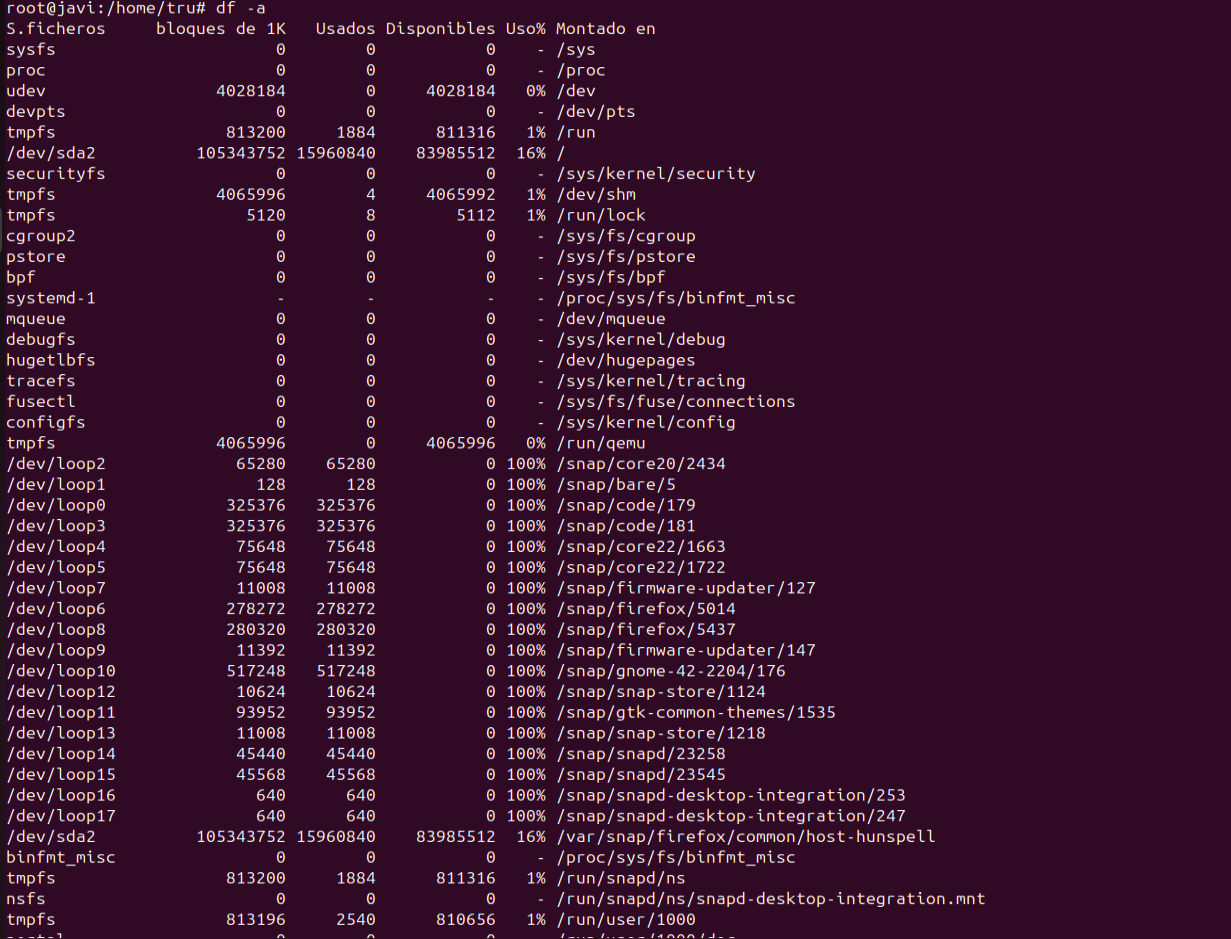 root@javi:/home/tru# df -a
S.ficheros     bloques de 1K   Usados Disponibles Uso% Montado en
sysfs                      0        0           0    - /sys
proc                       0        0           0    - /proc
udev                 4028184        0     4028184   0% /dev
devpts                     0        0           0    - /dev/pts
tmpfs                 813200     1884      811316   1% /run
/dev/sda2          105343752 15960840    83985512  16% /
securityfs                 0        0           0    - /sys/kernel/security
tmpfs                4065996        4     4065992   1% /dev/shm
tmpfs                   5120        8        5112   1% /run/lock
cgroup2                    0        0           0    - /sys/fs/cgroup
pstore                     0        0           0    - /sys/fs/pstore
bpf                        0        0           0    - /sys/fs/bpf
systemd-1                  -        -           -    - /proc/sys/fs/binfmt_misc
mqueue                     0        0           0    - /dev/mqueue
debugfs                    0        0           0    - /sys/kernel/debug
hugetlbfs                  0        0           0    - /dev/hugepages
tracefs                    0        0           0    - /sys/kernel/tracing
fusectl                    0        0           0    - /sys/fs/fuse/connections
configfs                   0        0           0    - /sys/kernel/config
tmpfs                4065996        0     4065996   0% /run/qemu
/dev/loop2             65280    65280           0 100% /snap/core20/2434
/dev/loop1               128      128           0 100% /snap/bare/5
/dev/loop0            325376   325376           0 100% /snap/code/179
/dev/loop3            325376   325376           0 100% /snap/code/181
/dev/loop4             75648    75648           0 100% /snap/core22/1663
/dev/loop5             75648    75648           0 100% /snap/core22/1722
/dev/loop7             11008    11008           0 100% /snap/firmware-updater/127
/dev/loop6            278272   278272           0 100% /snap/firefox/5014
/dev/loop8            280320   280320           0 100% /snap/firefox/5437
/dev/loop9             11392    11392           0 100% /snap/firmware-updater/147
/dev/loop10           517248   517248           0 100% /snap/gnome-42-2204/176
/dev/loop12            10624    10624           0 100% /snap/snap-store/1124
/dev/loop11            93952    93952           0 100% /snap/gtk-common-themes/1535
/dev/loop13            11008    11008           0 100% /snap/snap-store/1218
/dev/loop14            45440    45440           0 100% /snap/snapd/23258
/dev/loop15            45568    45568           0 100% /snap/snapd/23545
/dev/loop16              640      640           0 100% /snap/snapd-desktop-integration/253
/dev/loop17              640      640           0 100% /snap/snapd-desktop-integration/247
/dev/sda2          105343752 15960840    83985512  16% /var/snap/firefox/common/host-hunspell
binfmt_misc                0        0           0    - /proc/sys/fs/binfmt_misc
tmpfs                 813200     1884      811316   1% /run/snapd/ns
nsfs                       0        0           0    - /run/snapd/ns/snapd-desktop-integration.mnt
tmpfs                 813196     2540      810656   1% /run/user/1000